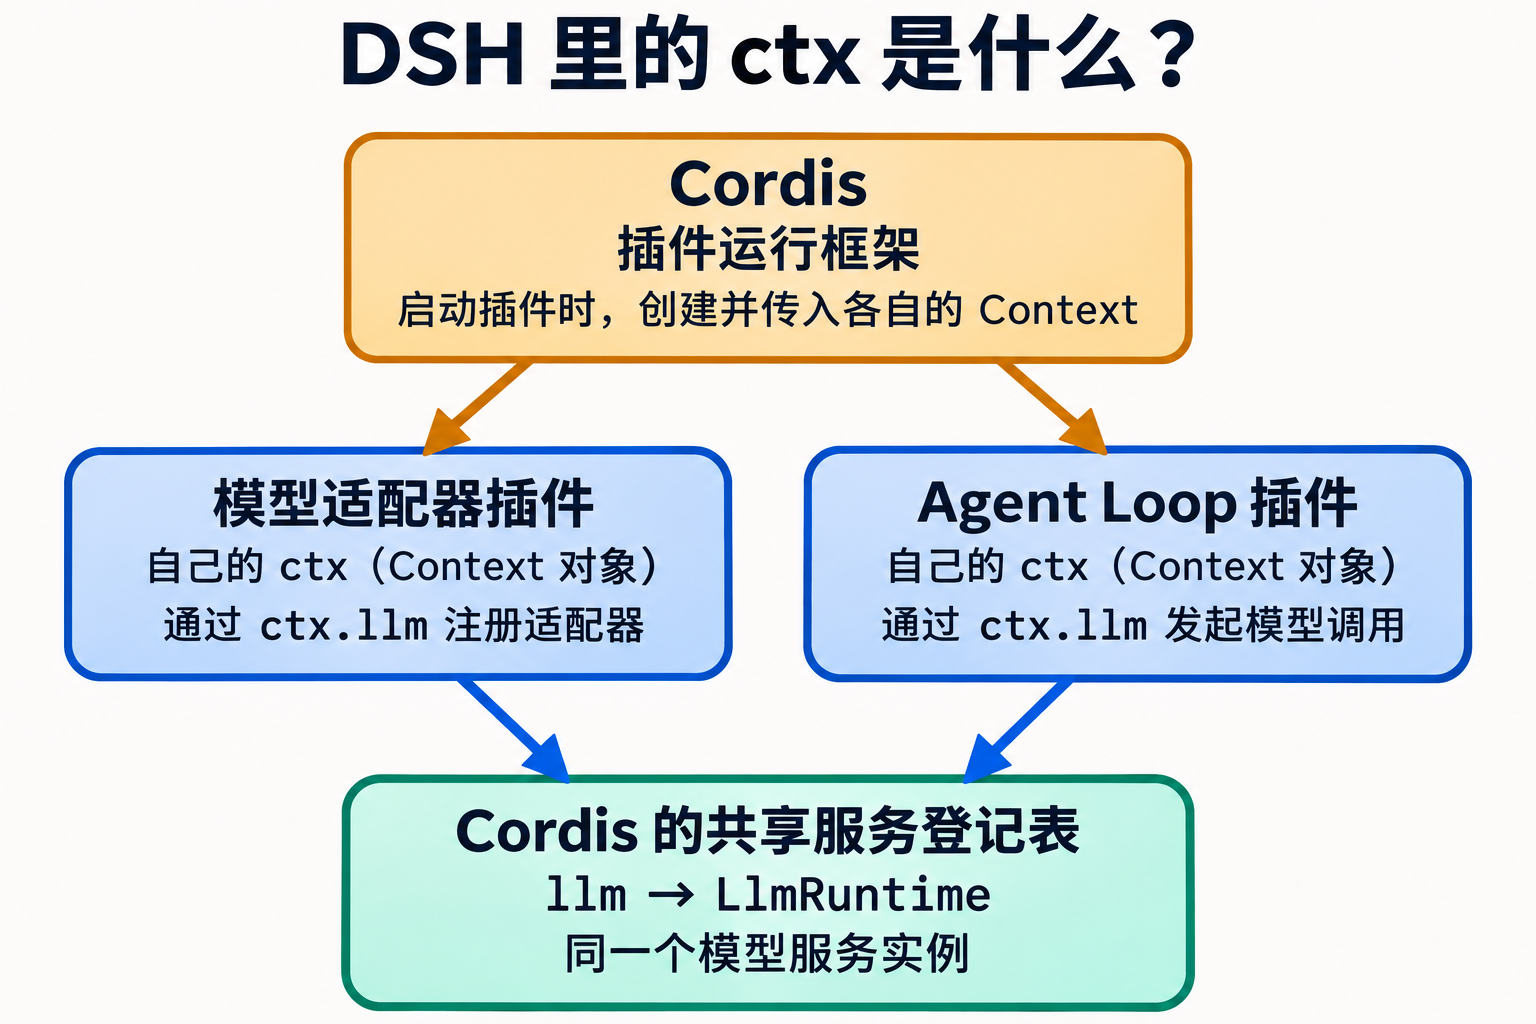 DSH 里的 ctx 是什么？
Cordis
插件运行框架
启动插件时，创建并传入各自的 Context
模型适配器插件
自己的 ctx（Context 对象）
通过 ctx.llm 注册适配器
Agent Loop 插件
自己的 ctx（Context 对象）
通过 ctx.llm 发起模型调用
Cordis 的共享服务登记表
llm → LlmRuntime
同一个模型服务实例